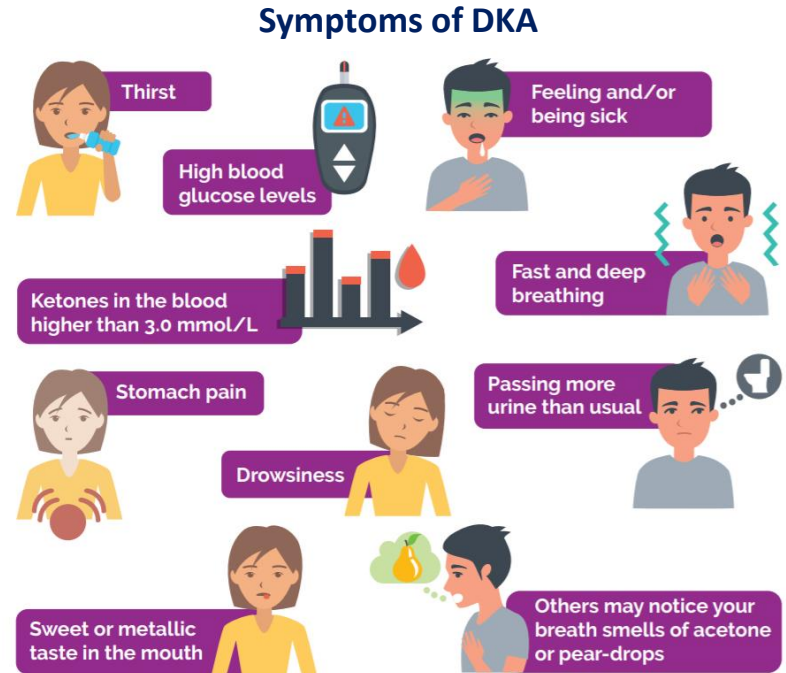 Symptoms of DKA
Thirst
Feeling and/or
being sick
High blood
glucose levels
Fast and deep
breathing
Ketones in the blood
higher than 3.0 mmol/L
Stomach pain
Passing more
urine than usual
Drowsiness
Sweet or metallic
taste in the mouth
Others may notice your
breath smells of acetone
or pear-drops